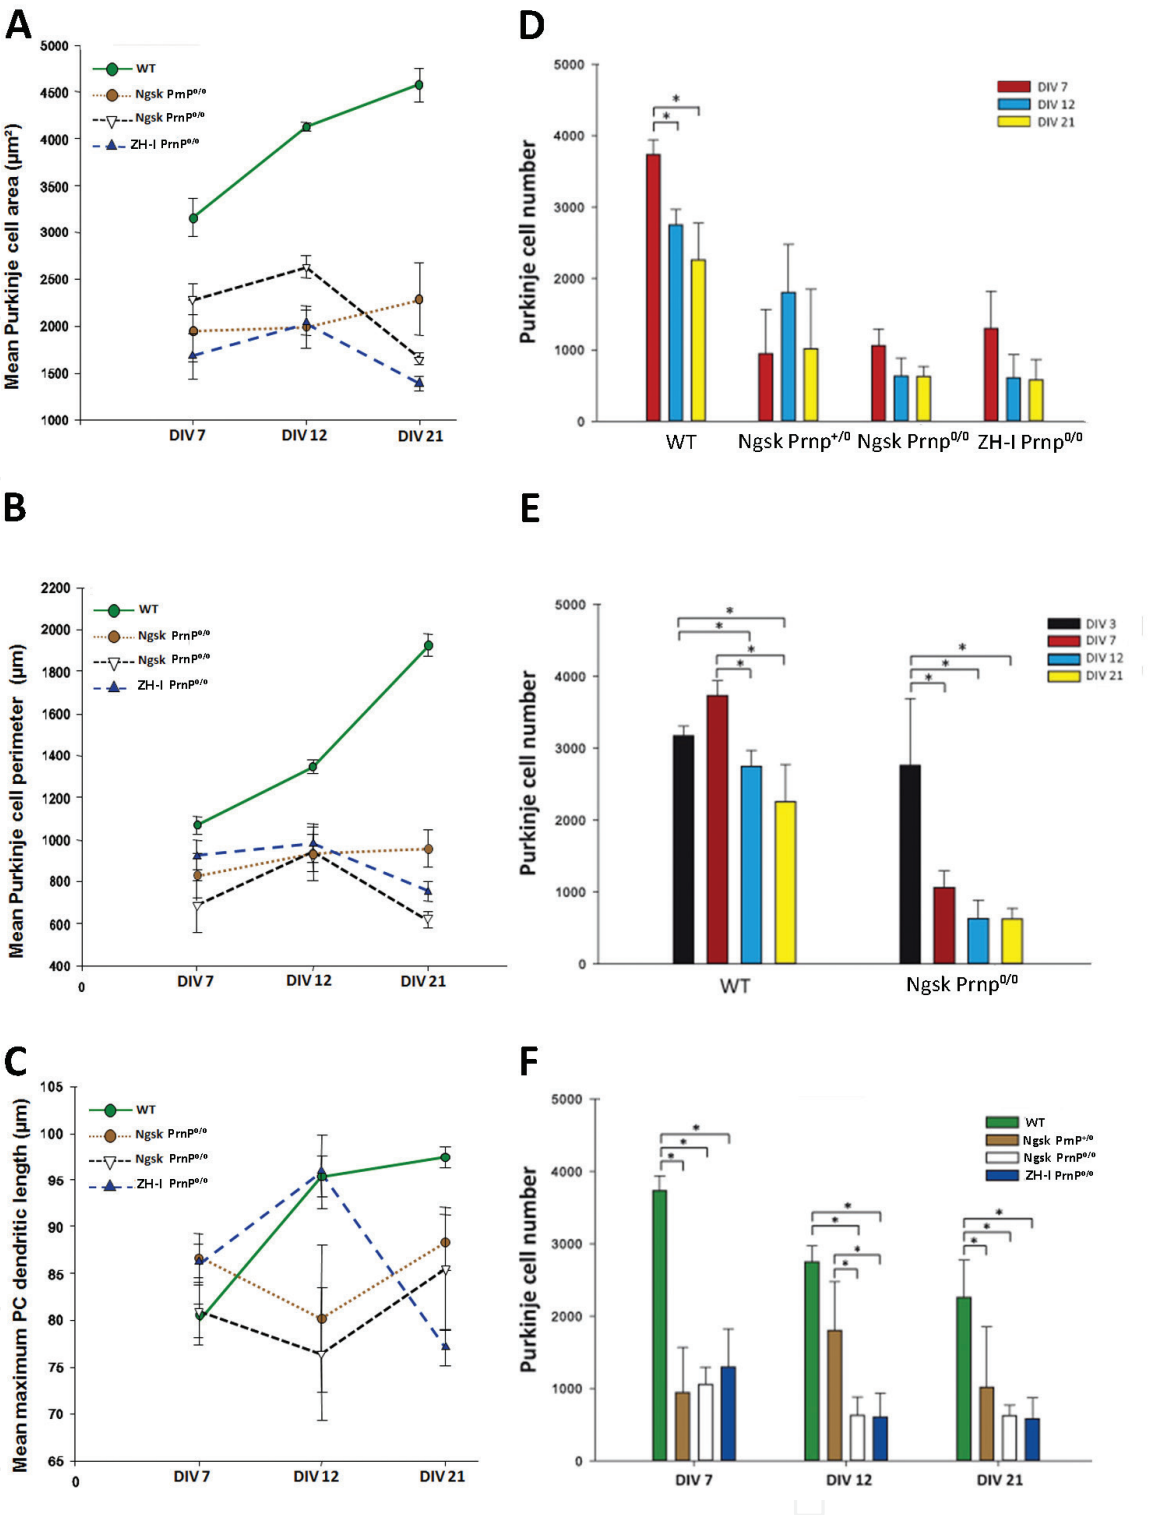 A
5000
4500
4000
3500
3000
2500
2000
1500
1000
Mean Purkinje cell area (µm²)
WT
Ngsk PrnP⁰/⁰
Ngsk PrnP⁰/⁰
ZH-I PrnP⁰/⁰
DIV 7
DIV 12
DIV 21
B
2200
2000
1800
1600
1400
1200
1000
800
600
400
0
Mean Purkinje cell perimeter (µm)
WT
Ngsk PrnP⁰/⁰
Ngsk PrnP⁰/⁰
ZH-I PrnP⁰/⁰
DIV 7
DIV 12
DIV 21
C
105
100
95
90
85
80
75
70
65
0
Mean maximum PC dendritic length (µm)
WT
Ngsk PrnP⁰/⁰
Ngsk PrnP⁰/⁰
ZH-I PrnP⁰/⁰
DIV 7
DIV 12
DIV 21
D
5000
4000
3000
2000
1000
0
Purkinje cell number
*
*
DIV 7
DIV 12
DIV 21
WT
Ngsk Prnp⁺/⁰
Ngsk Prnp⁰/⁰
ZH-I Prnp⁰/⁰
E
5000
4000
3000
2000
1000
0
Purkinje cell number
*
*
*
*
*
*
*
DIV 3
DIV 7
DIV 12
DIV 21
WT
Ngsk Prnp⁰/⁰
F
5000
4000
3000
2000
1000
0
Purkinje cell number
*
*
*
*
*
*
*
*
*
*
WT
Ngsk PrnP⁺/⁰
Ngsk PrnP⁰/⁰
ZH-I PrnP⁰/⁰
DIV 7
DIV 12
DIV 21